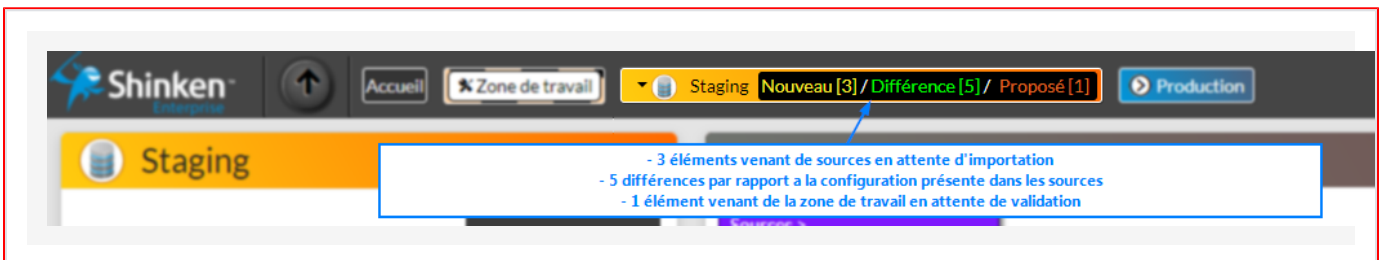 Shinken™
Enterprise
Accueil
Zone de travail
Staging Nouveau [3] / Différence [5] / Proposé [1]
Production
Staging
- 3 éléments venant de sources en attente d'importation
- 5 différences par rapport a la configuration présente dans les sources
- 1 élément venant de la zone de travail en attente de validation
Sources >